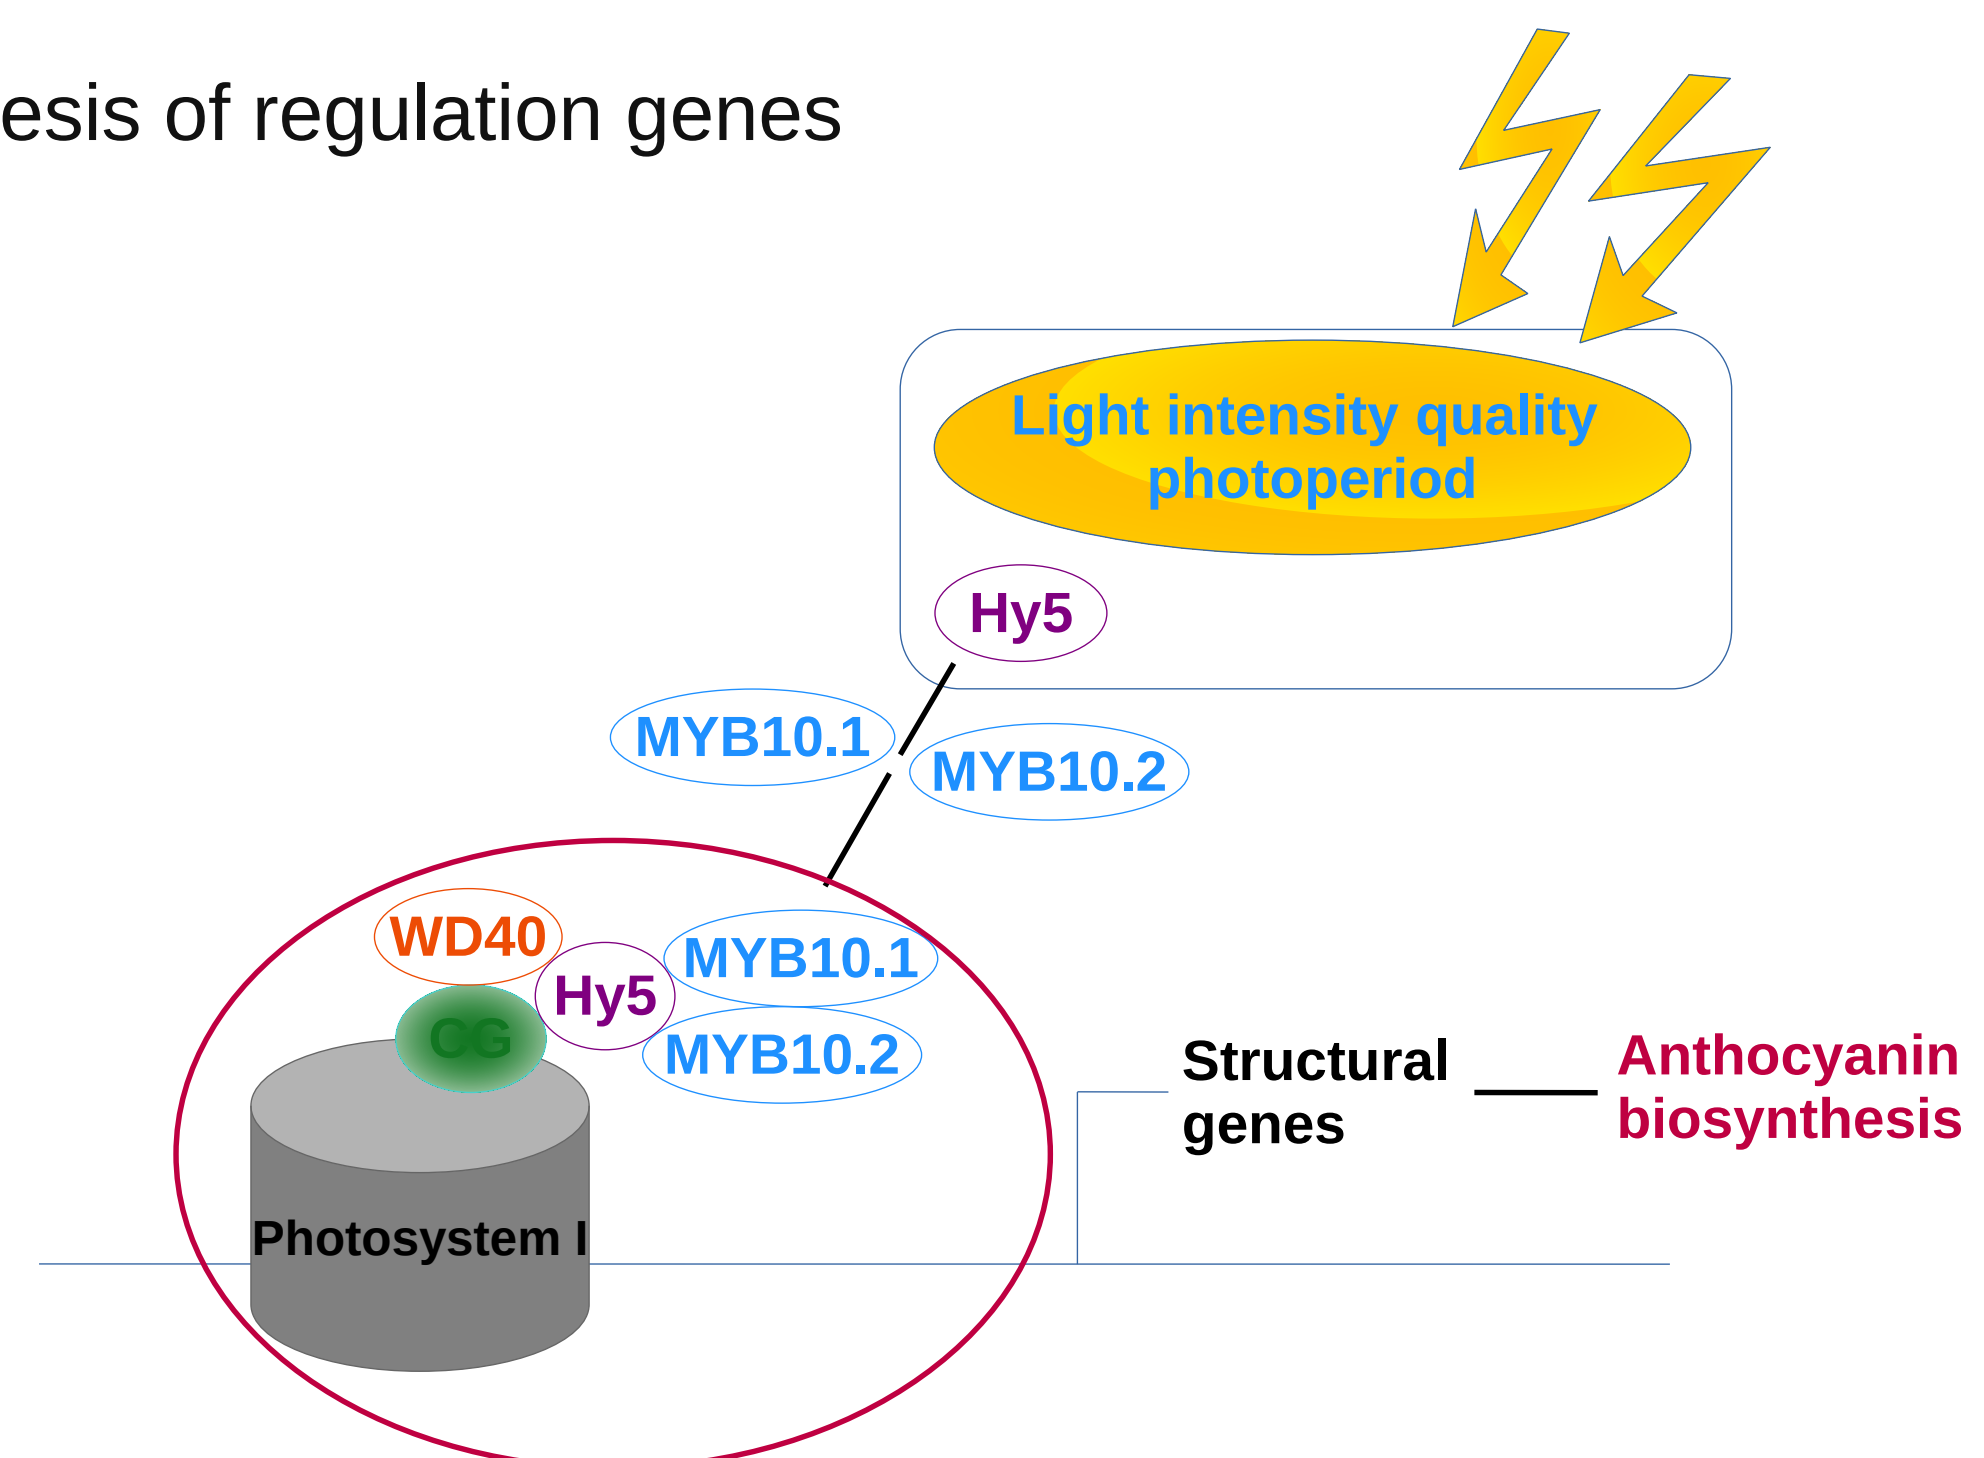 esis of regulation genes
Light intensity quality
photoperiod
Hy5
MYB10.1
MYB10.2
WD40
Hy5
MYB10.1
CG
MYB10.2
Structural
genes
Anthocyanin
biosynthesis
Photosystem I